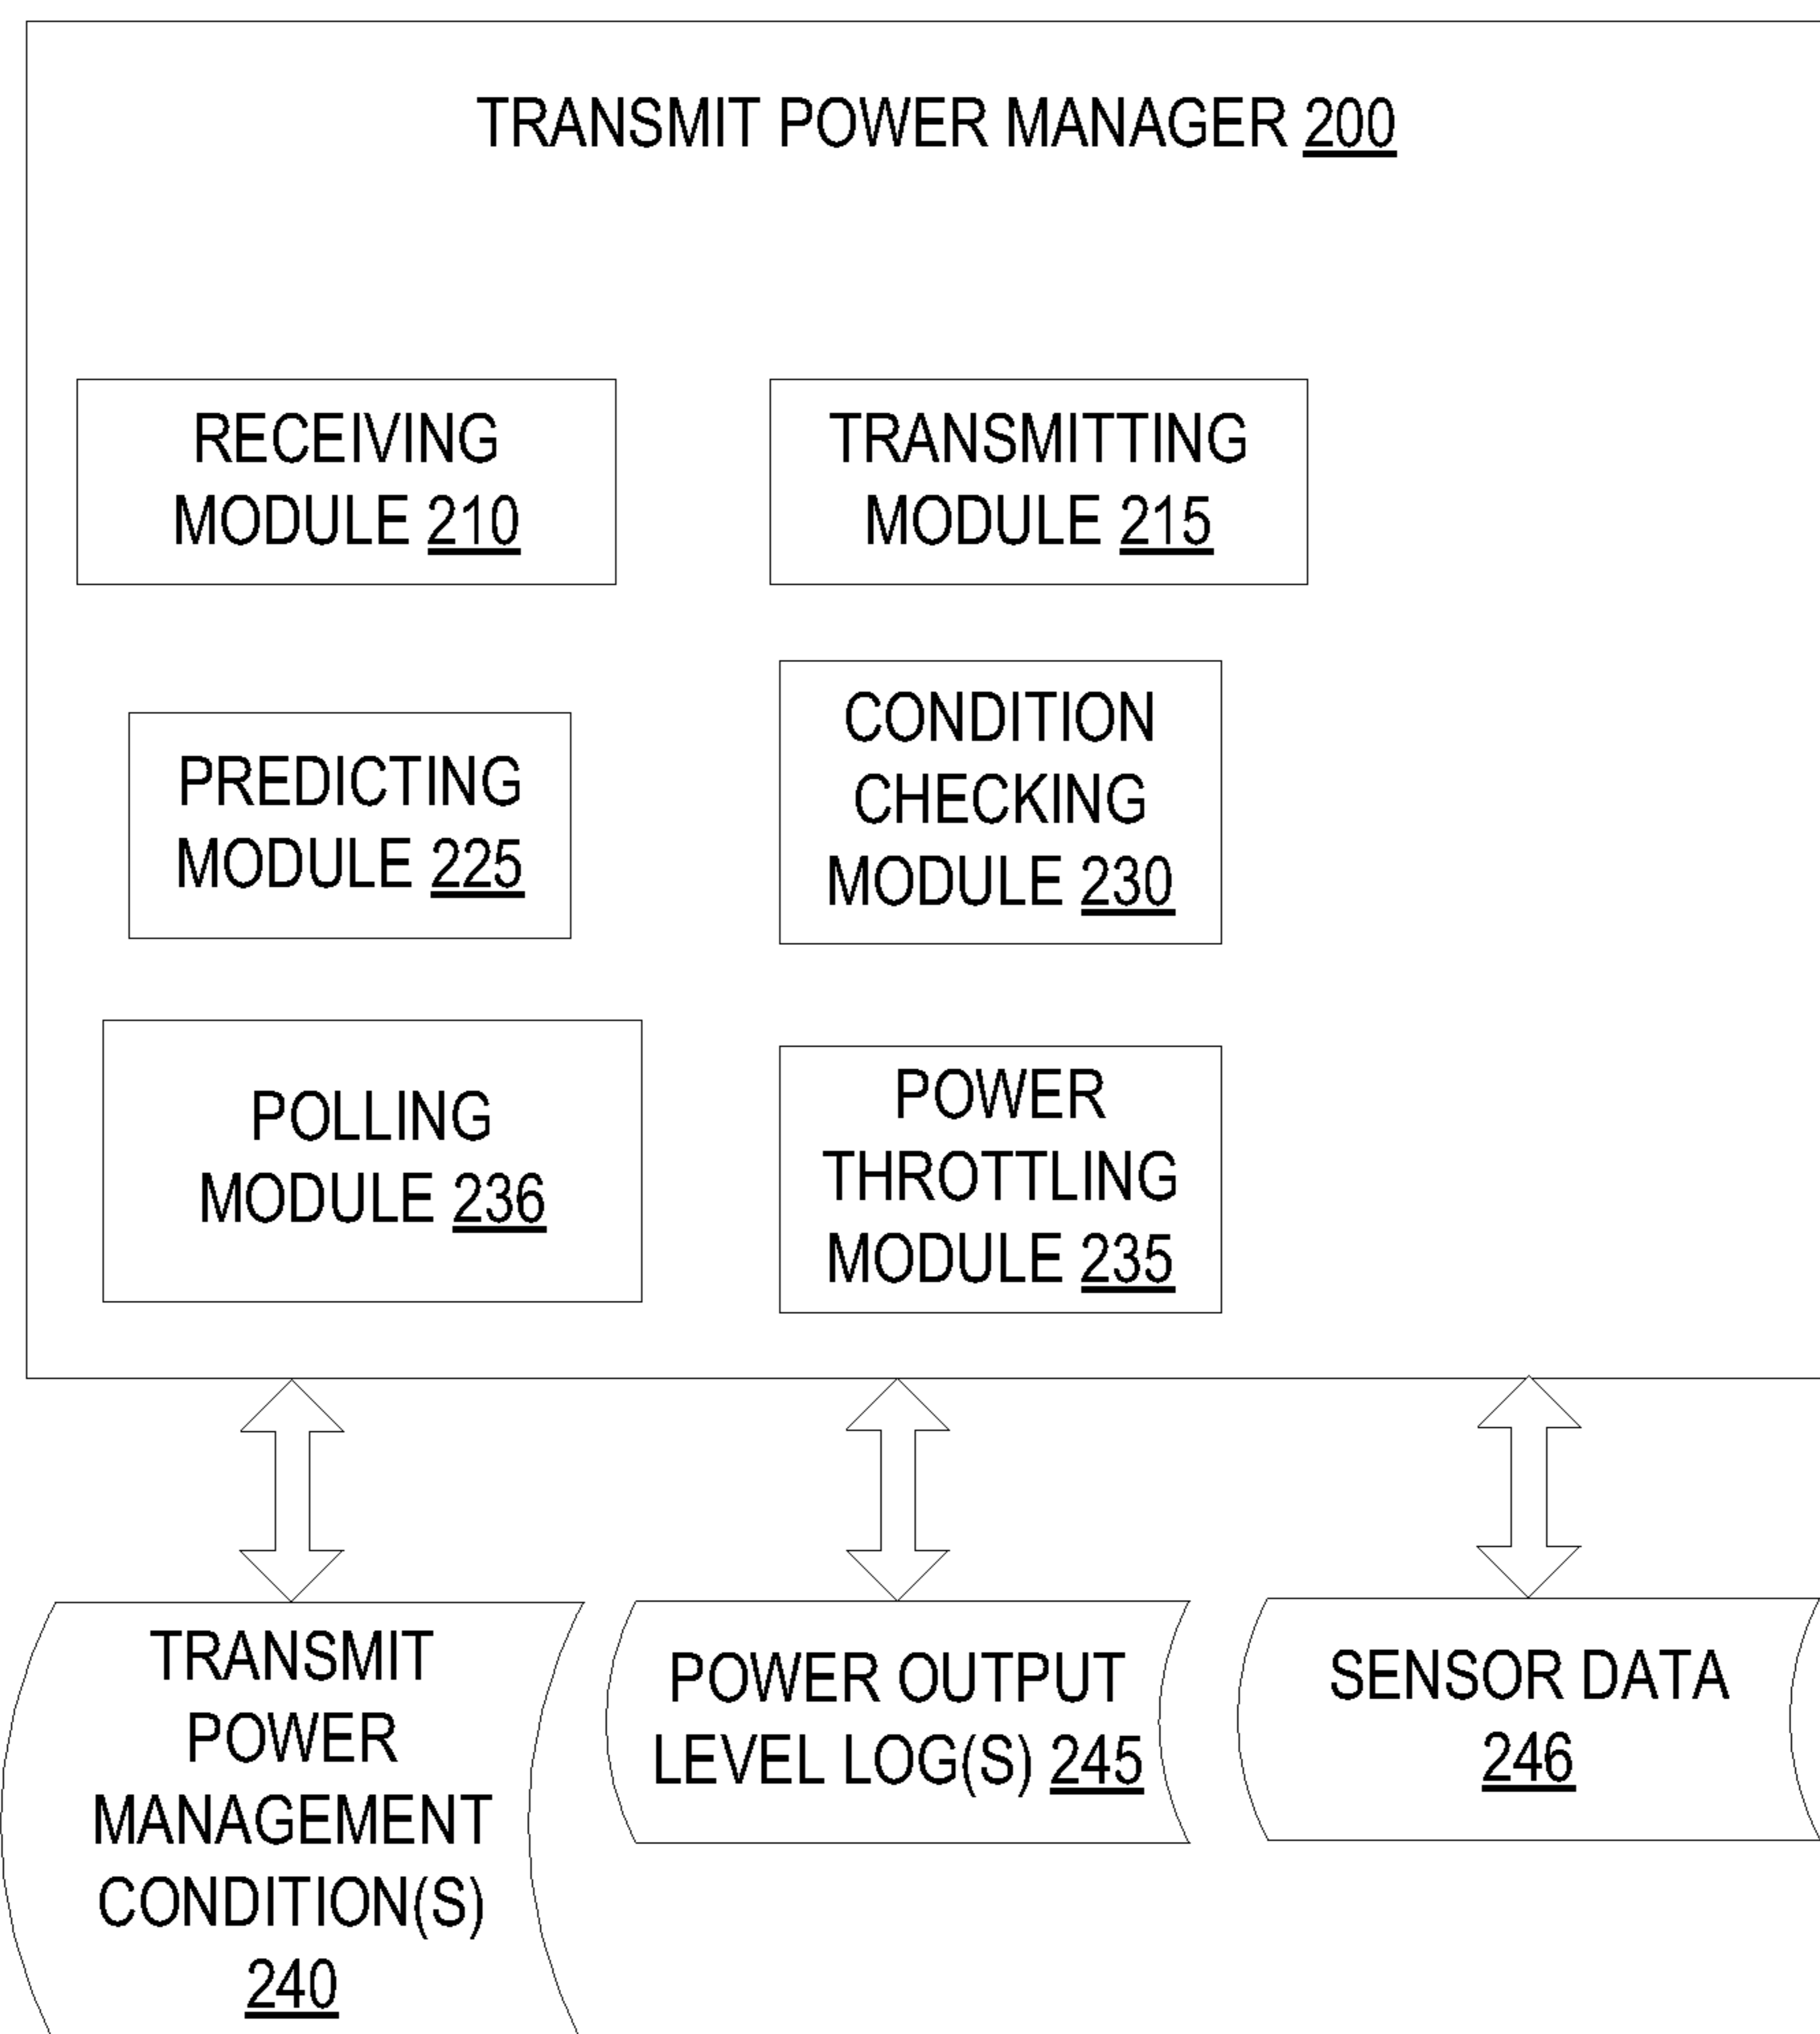 TRANSMIT POWER MANAGER 200
RECEIVING
MODULE 210
TRANSMITTING
MODULE 215
PREDICTING
MODULE 225
CONDITION
CHECKING
MODULE 230
POLLING
MODULE 236
POWER
THROTTLING
MODULE 235
TRANSMIT
POWER
MANAGEMENT
CONDITION(S)
240
POWER OUTPUT
LEVEL LOG(S) 245
SENSOR DATA
246